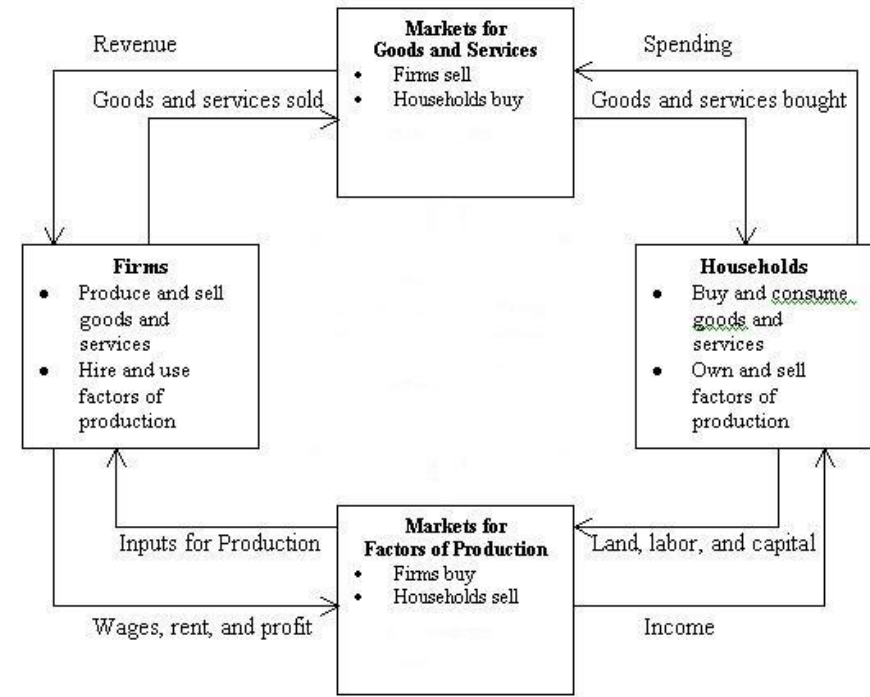 Markets for
Goods and Services
• Firms sell
• Households buy
Revenue
Spending
Goods and services sold
Goods and services bought
Firms
• Produce and sell
goods and
services
• Hire and use
factors of
production
Households
• Buy and consume
goods and
services
• Own and sell
factors of
production
Markets for
Factors of Production
• Firms buy
• Households sell
Inputs for Production
Land, labor, and capital
Wages, rent, and profit
Income